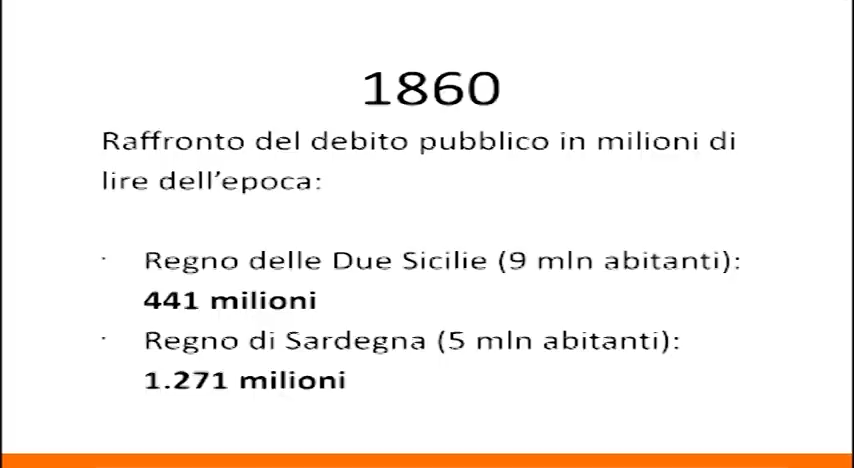 1860
Raffronto del debito pubblico in milioni di
lire dell’epoca:
· Regno delle Due Sicilie (9 mln abitanti):
441 milioni
· Regno di Sardegna (5 mln abitanti):
1.271 milioni